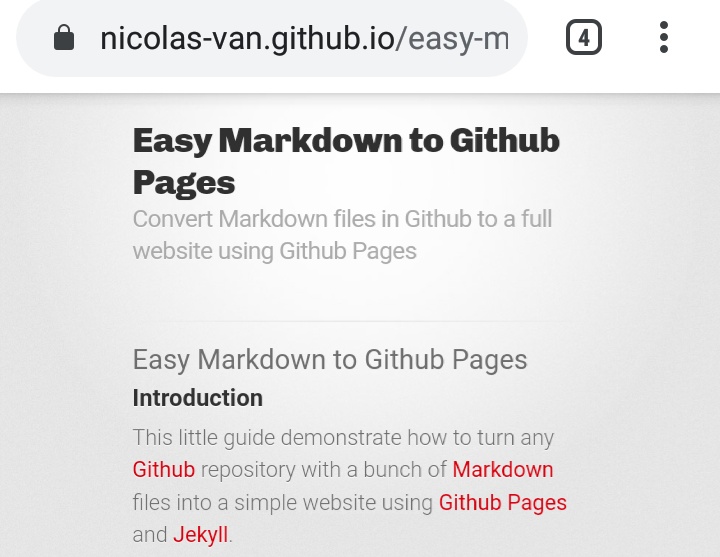 nicolas-van.github.io/easy-m
4
Easy Markdown to Github
Pages
Convert Markdown files in Github to a full
website using Github Pages
Easy Markdown to Github Pages
Introduction
This little guide demonstrate how to turn any
Github repository with a bunch of Markdown
files into a simple website using Github Pages
and Jekyll.